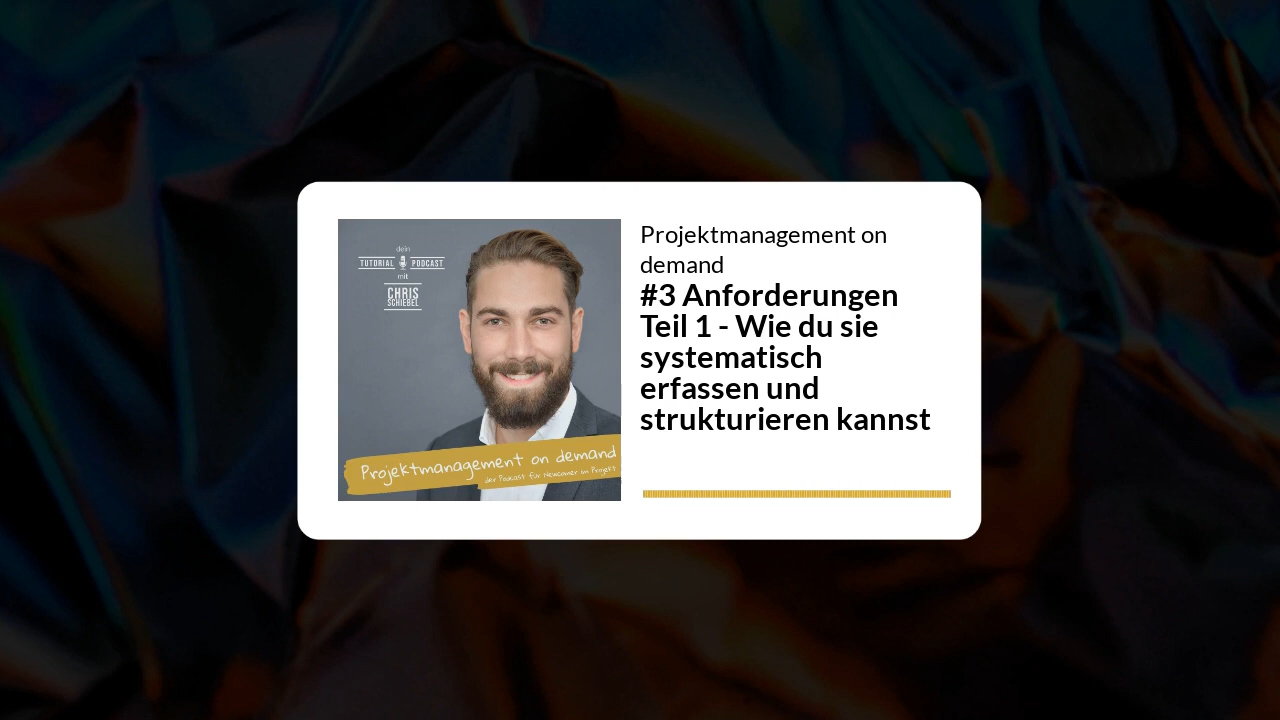 dein
TUTORIAL PODCAST
mit
CHRIS
SCHIEBEL
Projektmanagement on demand
der Podcast für Newcomer im Projekt
Projektmanagement on
demand
#3 Anforderungen
Teil 1 - Wie du sie
systematisch
erfassen und
strukturieren kannst